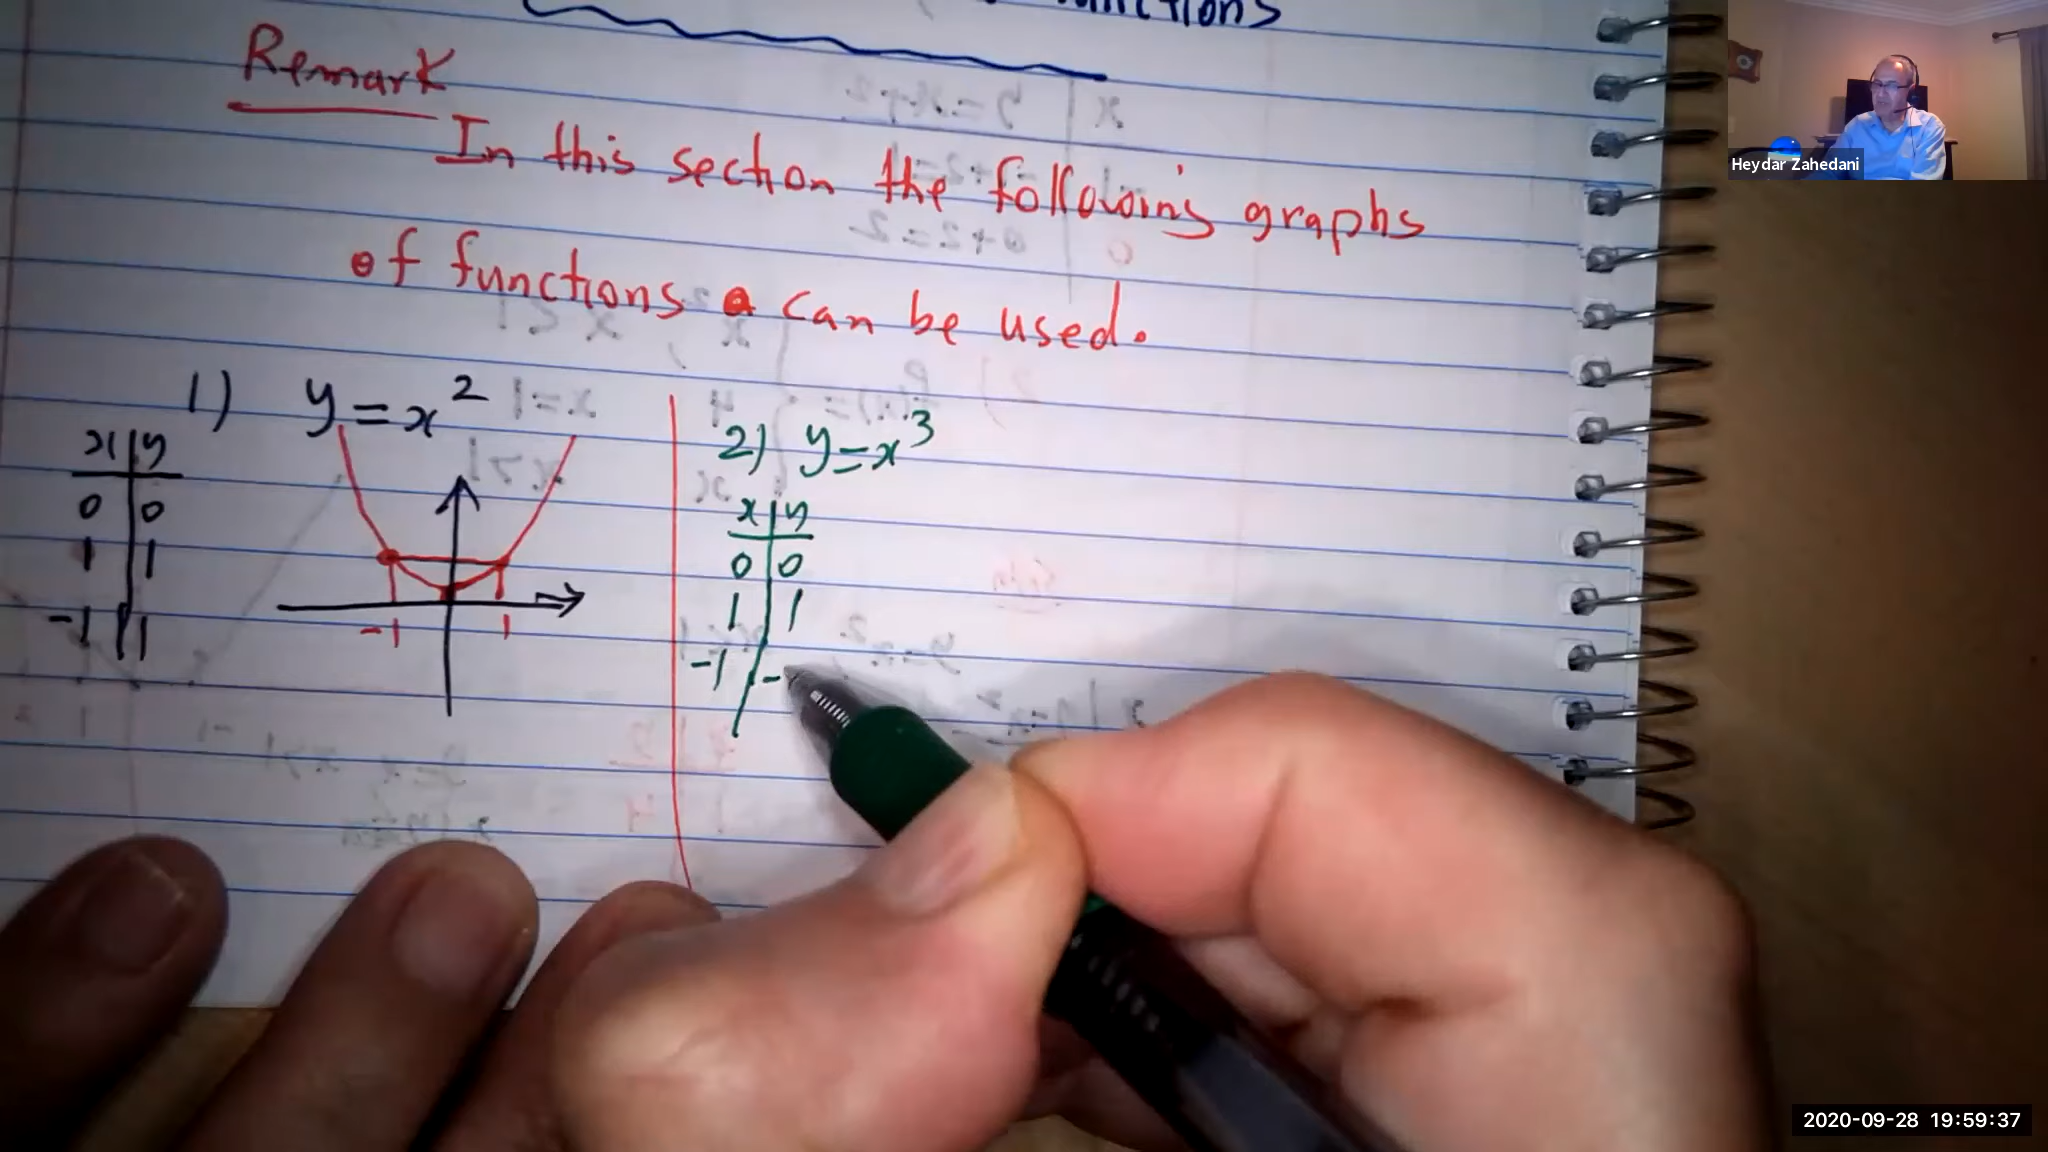 Remark
In this section the following graphs
of functions can be used.
1) y = x²
x | y
0 | 0
1 | 1
-1 | 1
-1 1
2) y = x³
x | y
0 | 0
1 | 1
-1 | -
Heydar Zahedani
2020-09-28 19:59:37